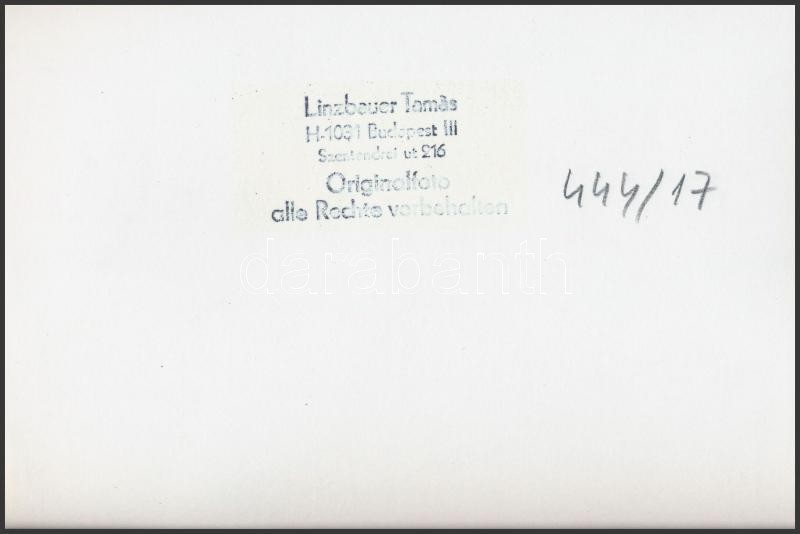 Linzbauer Tamás
H-1031 Budapest III
Szentendrei ut 216
Originalfoto
alle Rechte vorbehalten
444/17
darabanth